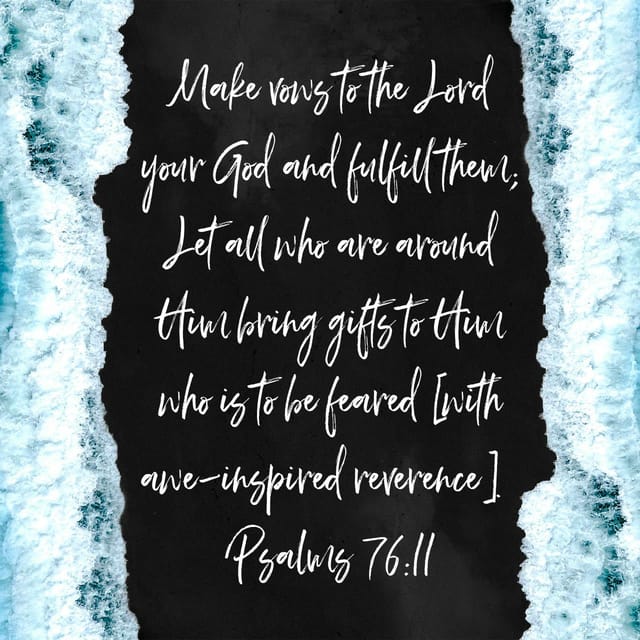 Make vows to the Lord
your God and fulfill them;
Let all who are around
Him bring gifts to Him
who is to be feared [with
awe-inspired reverence].
Psalms 76:11